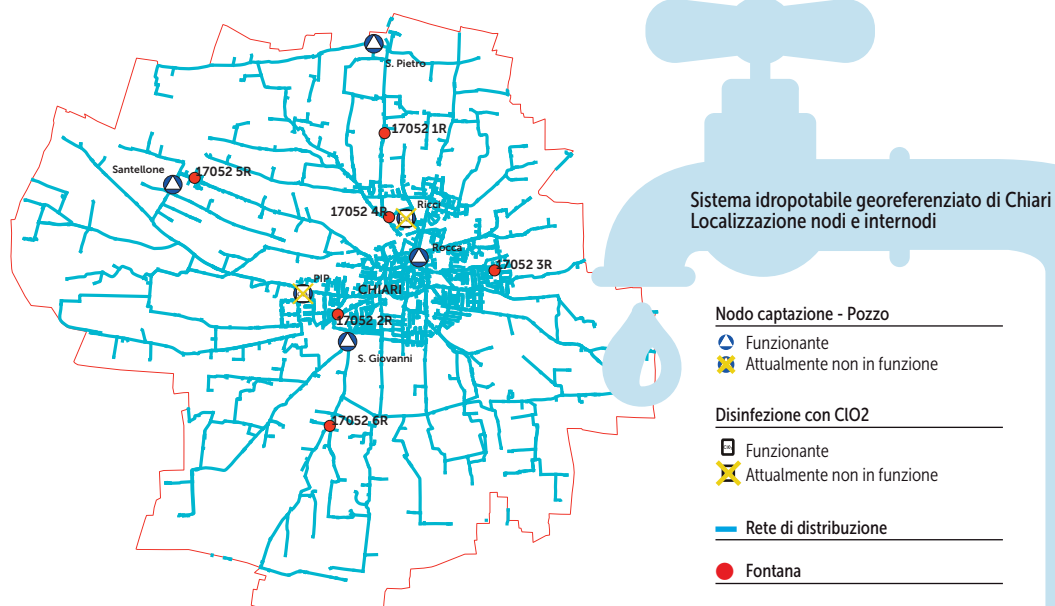 S. Pietro
17052 1R
Santellone
17052 5R
Ricci
17052 4R
Rocca
17052 3R
PIP
CHIARI
17052 2R
S. Giovanni
17052 6R
Sistema idropotabile georeferenziato di Chiari
Localizzazione nodi e internodi
Nodo captazione - Pozzo
Funzionante
Attualmente non in funzione
Disinfezione con ClO2
Funzionante
Attualmente non in funzione
Rete di distribuzione
Fontana